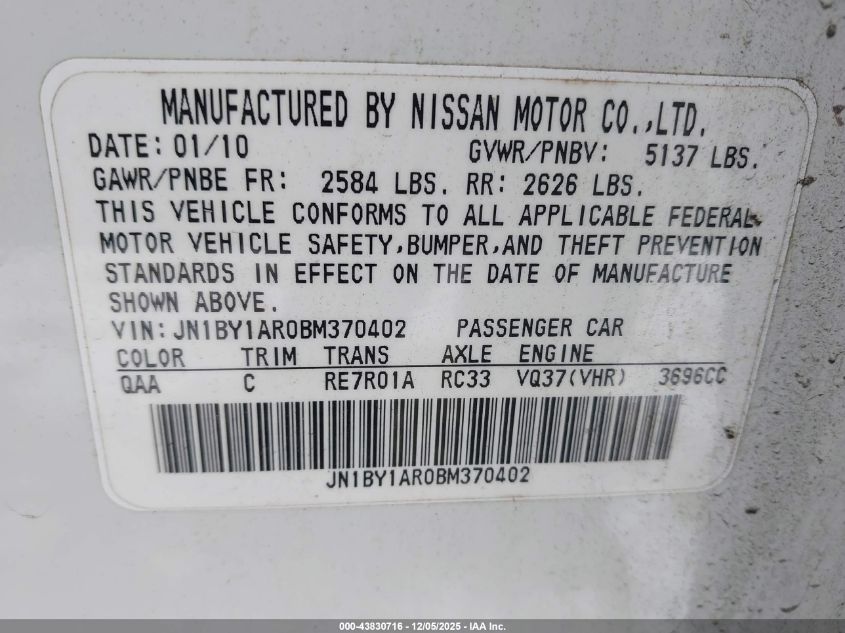 MANUFACTURED BY NISSAN MOTOR CO.,LTD.
DATE: 01/10 GVWR/PNBV: 5137 LBS.
GAWR/PNBE FR: 2584 LBS. RR: 2626 LBS.
THIS VEHICLE CONFORMS TO ALL APPLICABLE FEDERAL
MOTOR VEHICLE SAFETY,BUMPER,AND THEFT PREVENTION
STANDARDS IN EFFECT ON THE DATE OF MANUFACTURE
SHOWN ABOVE.
VIN: JN1BY1AR0BM370402 PASSENGER CAR
COLOR TRIM TRANS AXLE ENGINE
QAA C RE7R01A RC33 VQ37(VHR) 3696CC
JN1BY1AR0BM370402
000-43830716 - 12/05/2025 - IAA Inc.